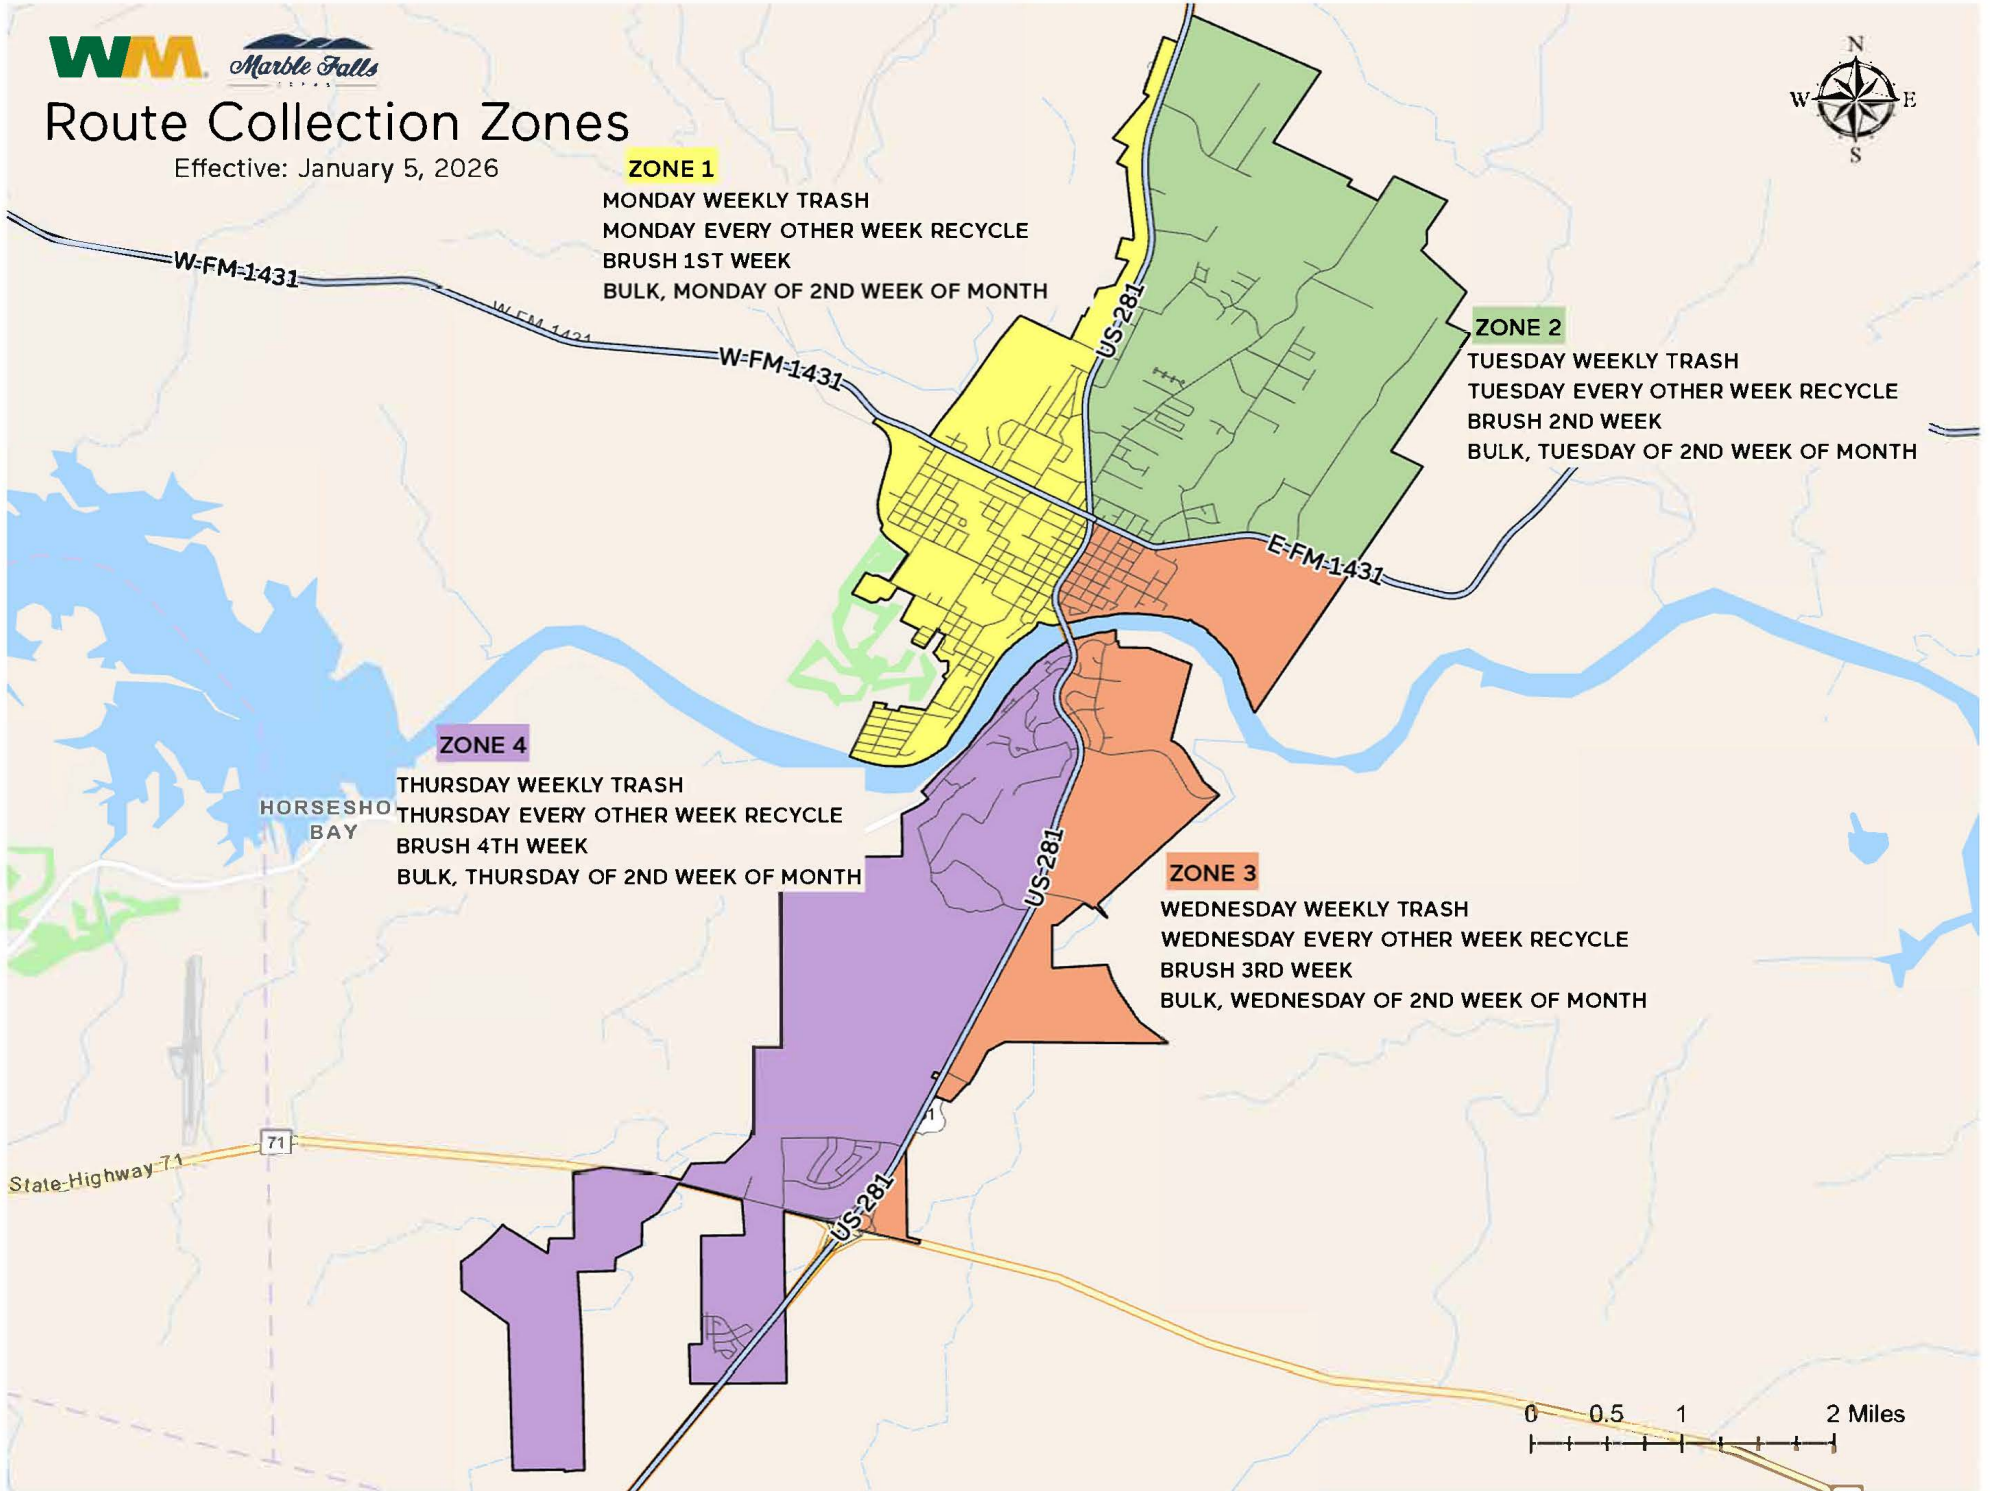 WM
Marble Falls
TEXAS
Route Collection Zones
Effective: January 5, 2026
N
W
E
S
ZONE 1
MONDAY WEEKLY TRASH
MONDAY EVERY OTHER WEEK RECYCLE
BRUSH 1ST WEEK
BULK, MONDAY OF 2ND WEEK OF MONTH
W-FM-1431
W FM 1431
W-FM-1431
US-281
ZONE 2
TUESDAY WEEKLY TRASH
TUESDAY EVERY OTHER WEEK RECYCLE
BRUSH 2ND WEEK
BULK, TUESDAY OF 2ND WEEK OF MONTH
E-FM-1431
ZONE 4
THURSDAY WEEKLY TRASH
THURSDAY EVERY OTHER WEEK RECYCLE
BRUSH 4TH WEEK
BULK, THURSDAY OF 2ND WEEK OF MONTH
HORSESHO
BAY
US-281
ZONE 3
WEDNESDAY WEEKLY TRASH
WEDNESDAY EVERY OTHER WEEK RECYCLE
BRUSH 3RD WEEK
BULK, WEDNESDAY OF 2ND WEEK OF MONTH
71
State-Highway-71
US-281
0 0.5 1 2 Miles